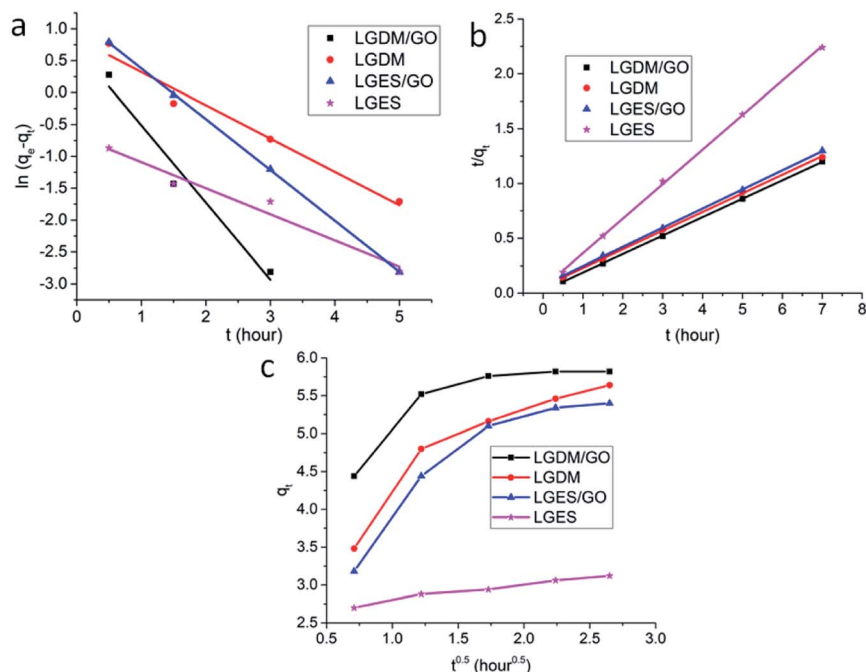 a
LGDM/GO
LGDM
LGES/GO
LGES
1.0
0.5
0.0
-0.5
-1.0
-1.5
-2.0
-2.5
-3.0
ln (qe-qt)
0
1
2
3
4
5
t (hour)
b
LGDM/GO
LGDM
LGES/GO
LGES
2.5
2.0
1.5
1.0
0.5
0.0
t/qt
0
1
2
3
4
5
6
7
8
t (hour)
c
6.0
5.5
5.0
4.5
4.0
3.5
3.0
2.5
qt
LGDM/GO
LGDM
LGES/GO
LGES
0.5
1.0
1.5
2.0
2.5
3.0
t^0.5 (hour^0.5)